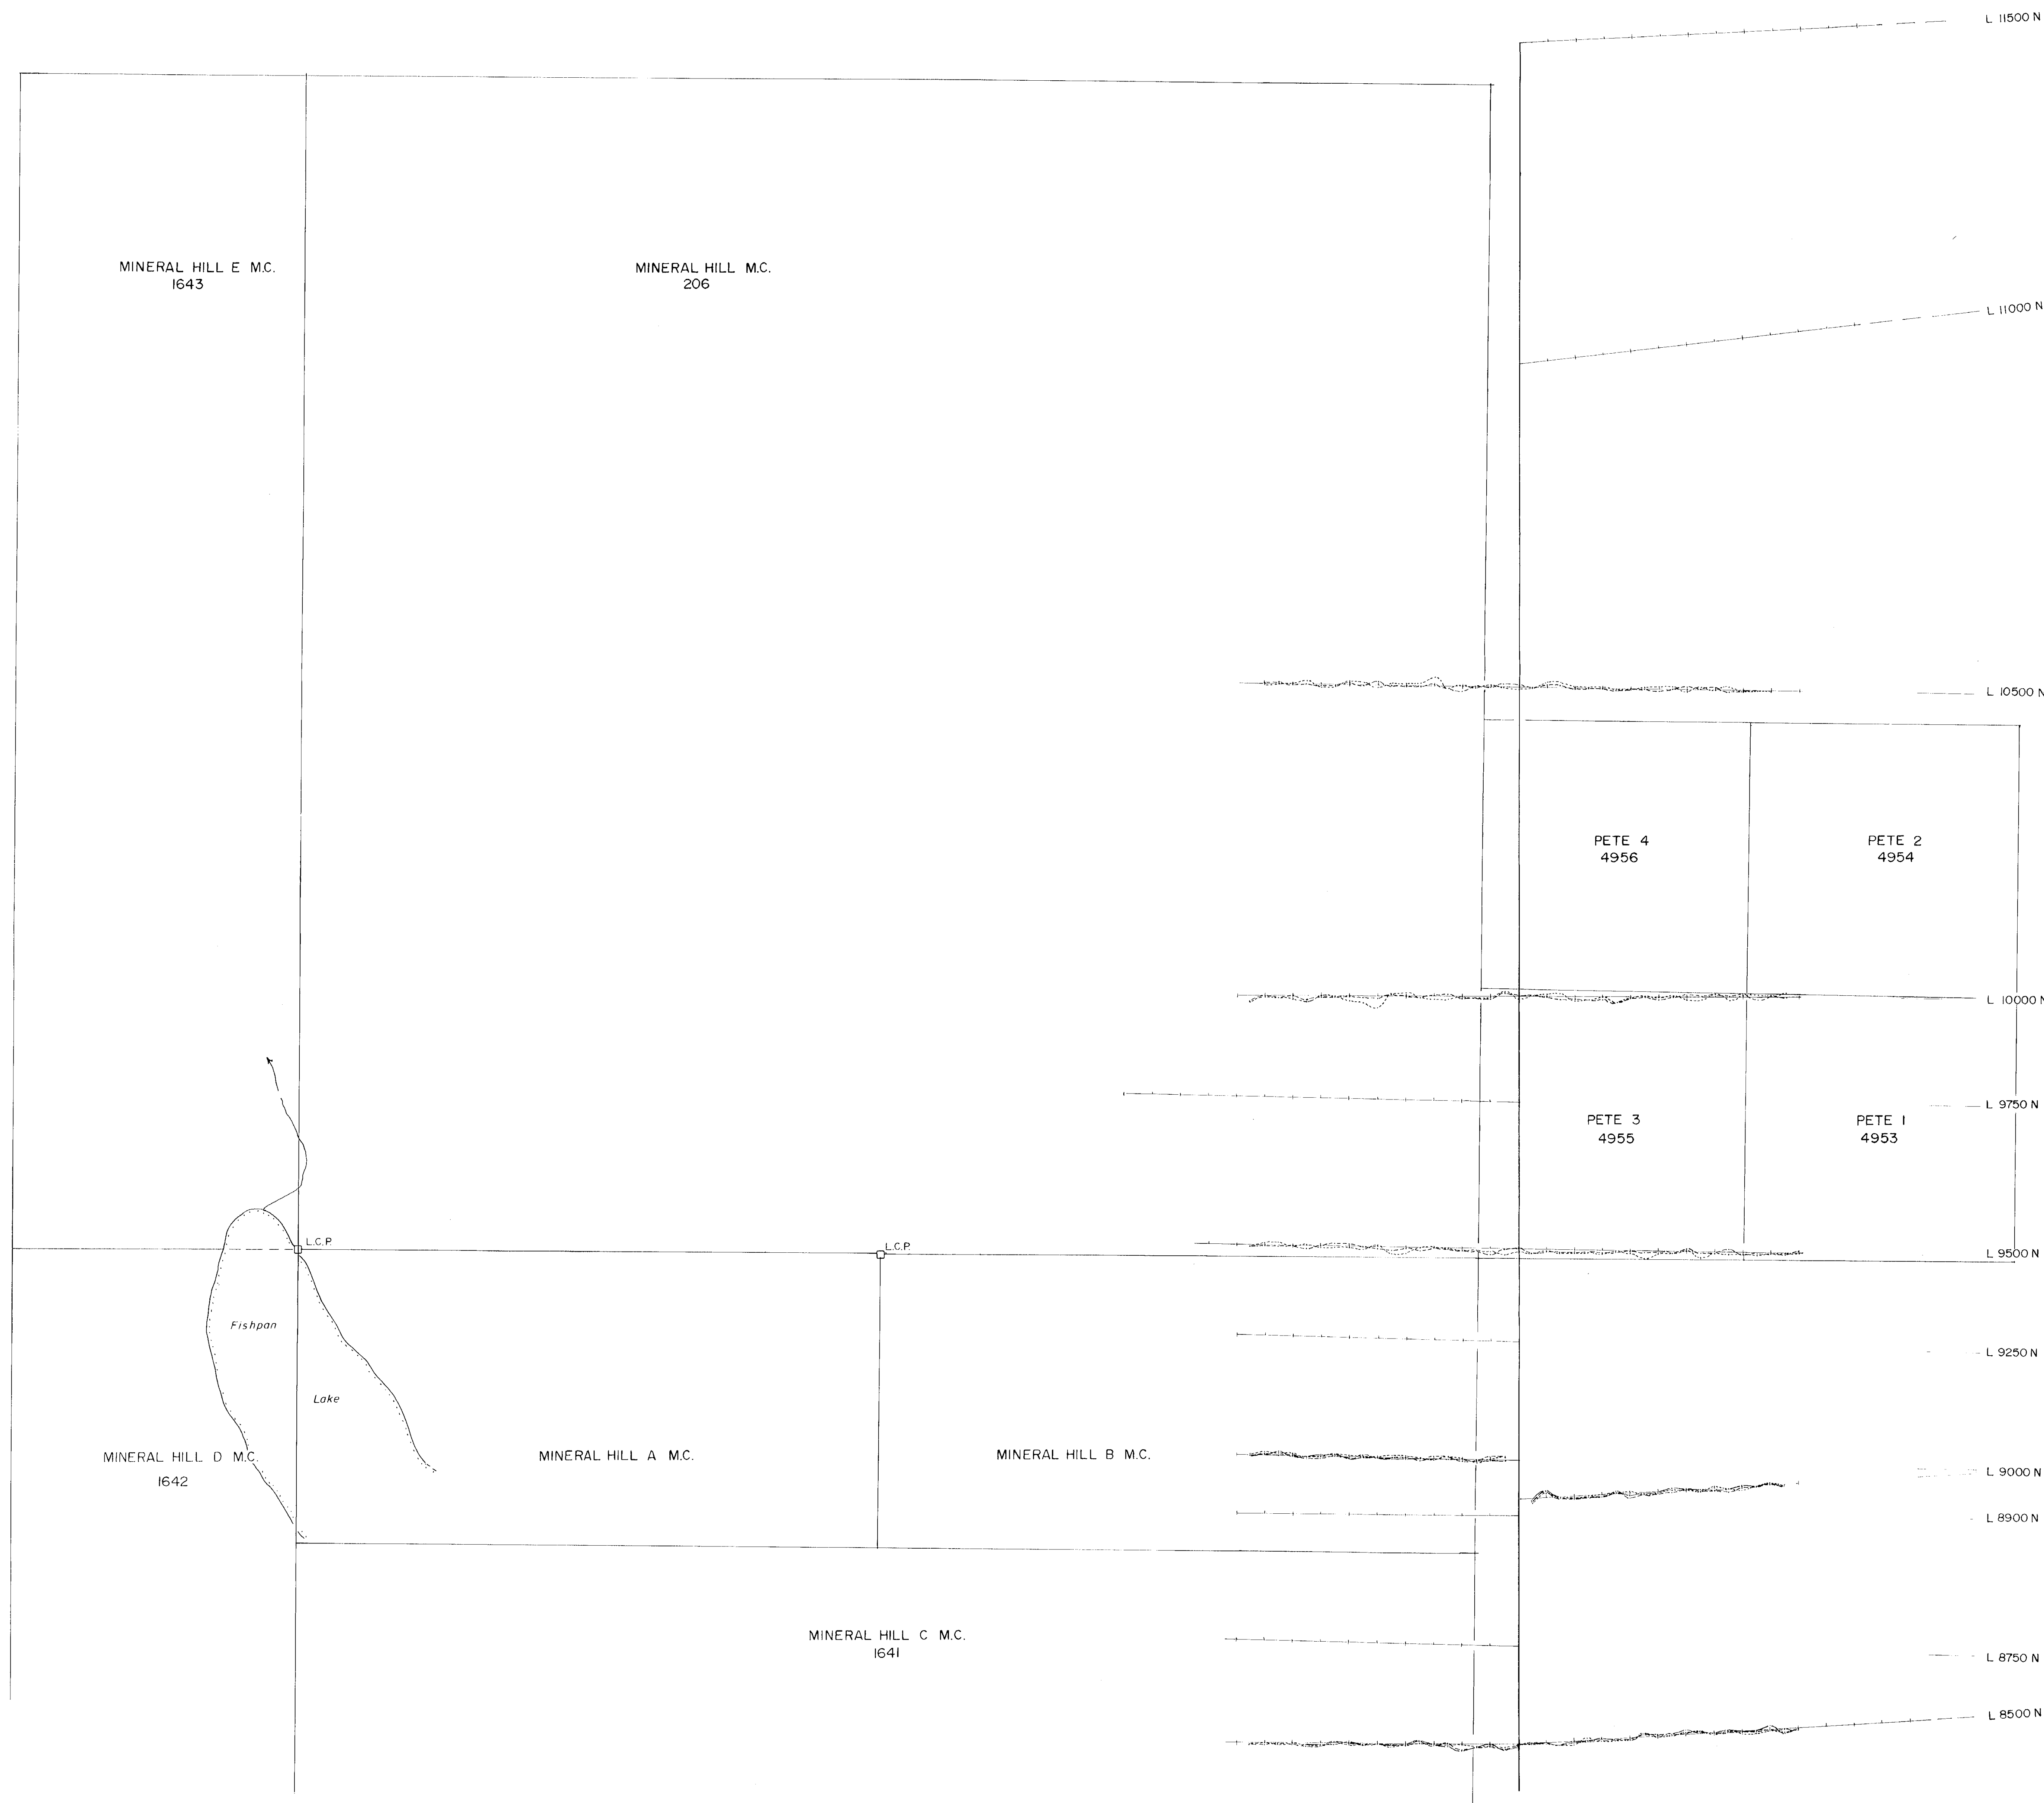 L 11500 N
MINERAL HILL E M.C.
1643
MINERAL HILL M.C.
206
L 11000 N
L 10500 N
PETE 4
4956
PETE 2
4954
L 10000 N
L 9750 N
PETE 3
4955
PETE 1
4953
L.C.P.
L.C.P.
L 9500 N
Fishpan
Lake
L 9250 N
MINERAL HILL D M.C.
1642
MINERAL HILL A M.C.
MINERAL HILL B M.C.
L 9000 N
L 8900 N
MINERAL HILL C M.C.
1641
L 8750 N
L 8500 N